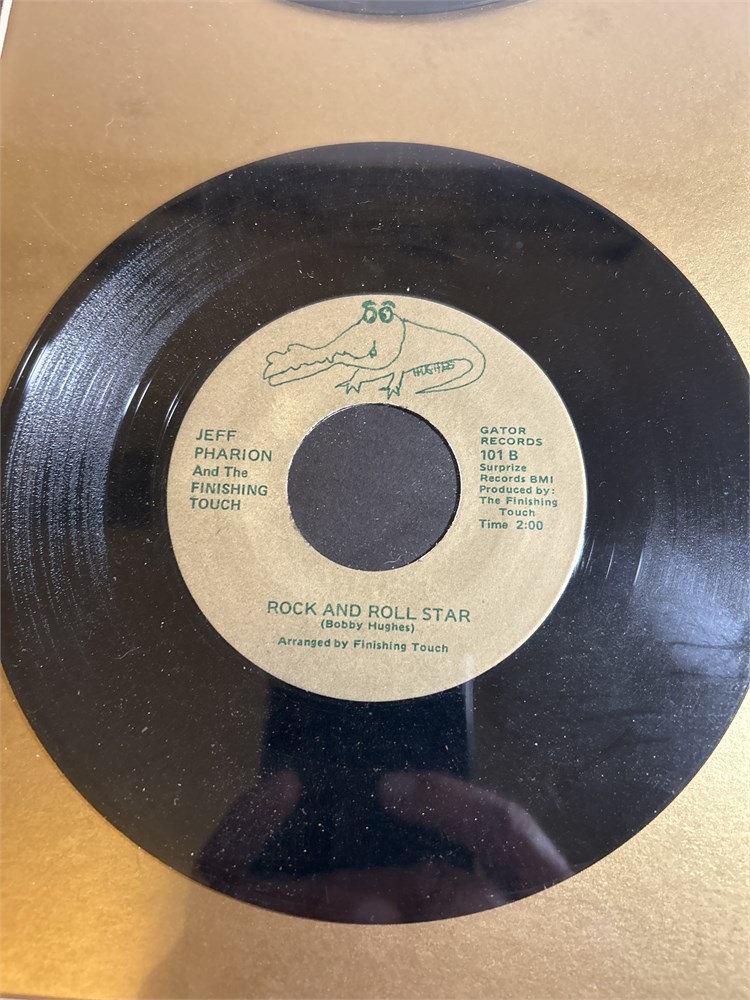 HUGHES
JEFF
PHARION
And The
FINISHING
TOUCH
GATOR
RECORDS
101 B
Surprize
Records BMI
Produced by:
The Finishing
Touch
Time 2:00
ROCK AND ROLL STAR
(Bobby Hughes)
Arranged by Finishing Touch